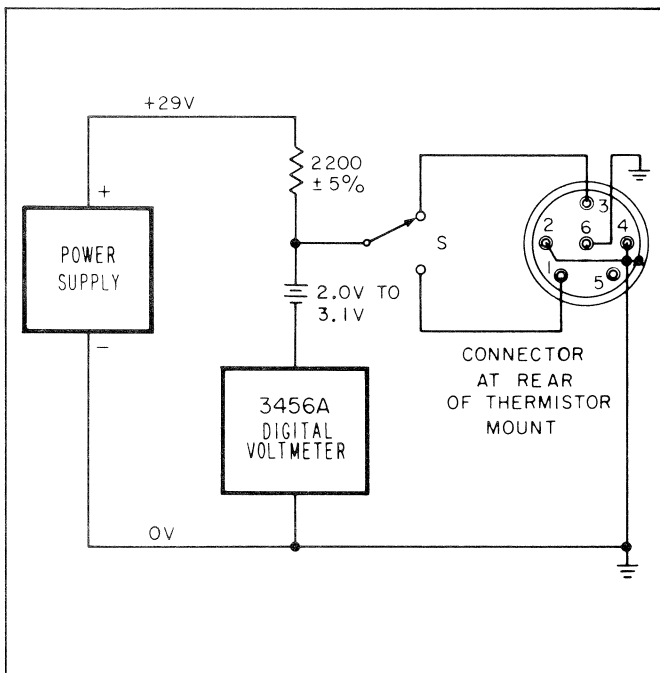 +29V
2200
±5%
+
POWER
SUPPLY
−
S
2.0V TO
3.1V
3456A
DIGITAL
VOLTMETER
0V
3
2
6
4
1
5
CONNECTOR
AT REAR
OF THERMISTOR
MOUNT